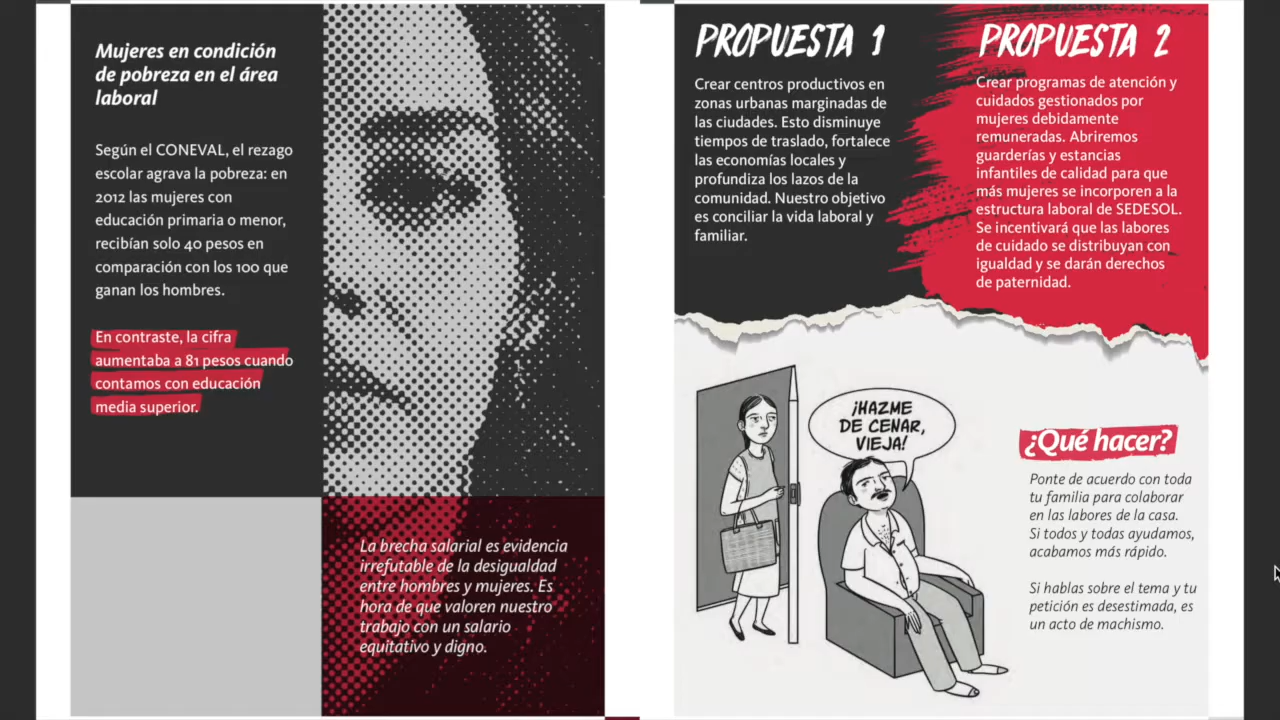 Mujeres en condición
de pobreza en el área
laboral
Según el CONEVAL, el rezago
escolar agrava la pobreza: en
2012 las mujeres con
educación primaria o menor,
recibían solo 40 pesos en
comparación con los 100 que
ganan los hombres.
En contraste, la cifra
aumentaba a 81 pesos cuando
contamos con educación
media superior.
La brecha salarial es evidencia
irrefutable de la desigualdad
entre hombres y mujeres. Es
hora de que valoren nuestro
trabajo con un salario
equitativo y digno.
PROPUESTA 1
Crear centros productivos en
zonas urbanas marginadas de
las ciudades. Esto disminuye
tiempos de traslado, fortalece
las economías locales y
profundiza los lazos de la
comunidad. Nuestro objetivo
es conciliar la vida laboral y
familiar.
PROPUESTA 2
Crear programas de atención y
cuidados gestionados por
mujeres debidamente
remuneradas. Abriremos
guarderías y estancias
infantiles de calidad para que
más mujeres se incorporen a la
estructura laboral de SEDESOL.
Se incentivará que las labores
de cuidado se distribuyan con
igualdad y se darán derechos
de paternidad.
¡HAZME
DE CENAR,
VIEJA!
¿Qué hacer?
Ponte de acuerdo con toda
tu familia para colaborar
en las labores de la casa.
Si todos y todas ayudamos,
acabamos más rápido.
Si hablas sobre el tema y tu
petición es desestimada, es
un acto de machismo.